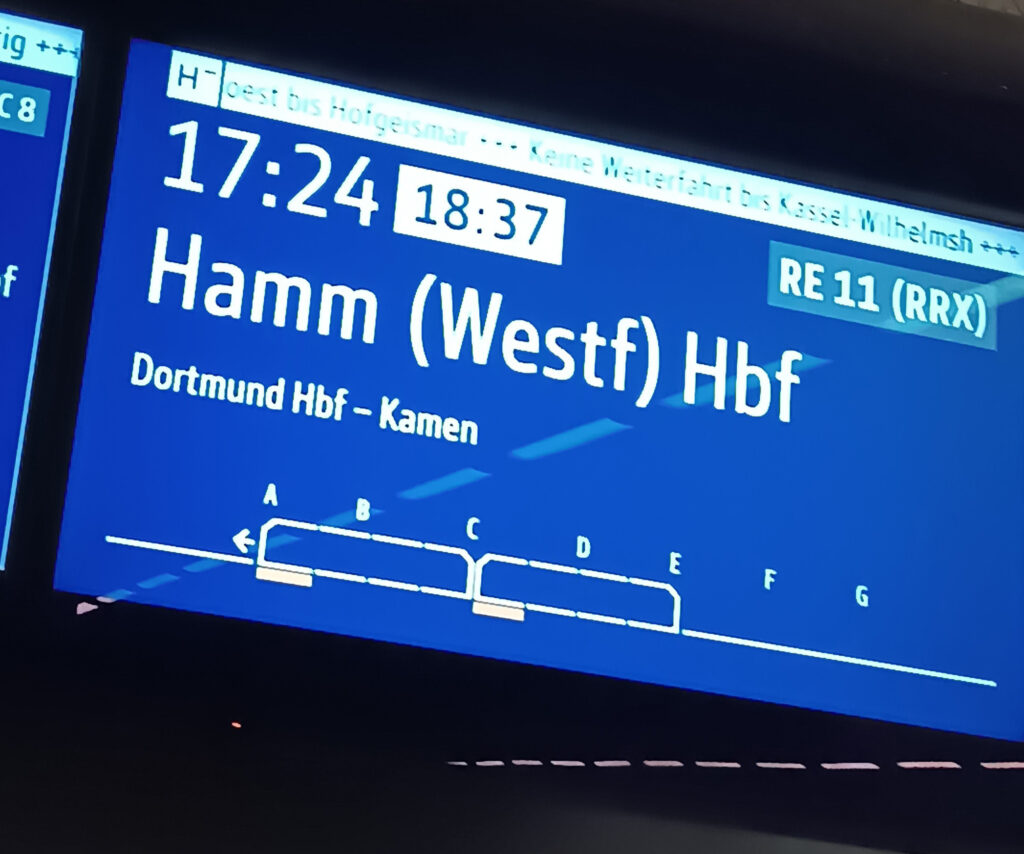 ig +++
C 8
f
H-
oest bis Hofgeismar --- Keine Weiterfahrt bis Kassel-Wilhelmsh +++
17:24 18:37
RE 11 (RRX)
Hamm (Westf) Hbf
Dortmund Hbf – Kamen
A B C D E F G